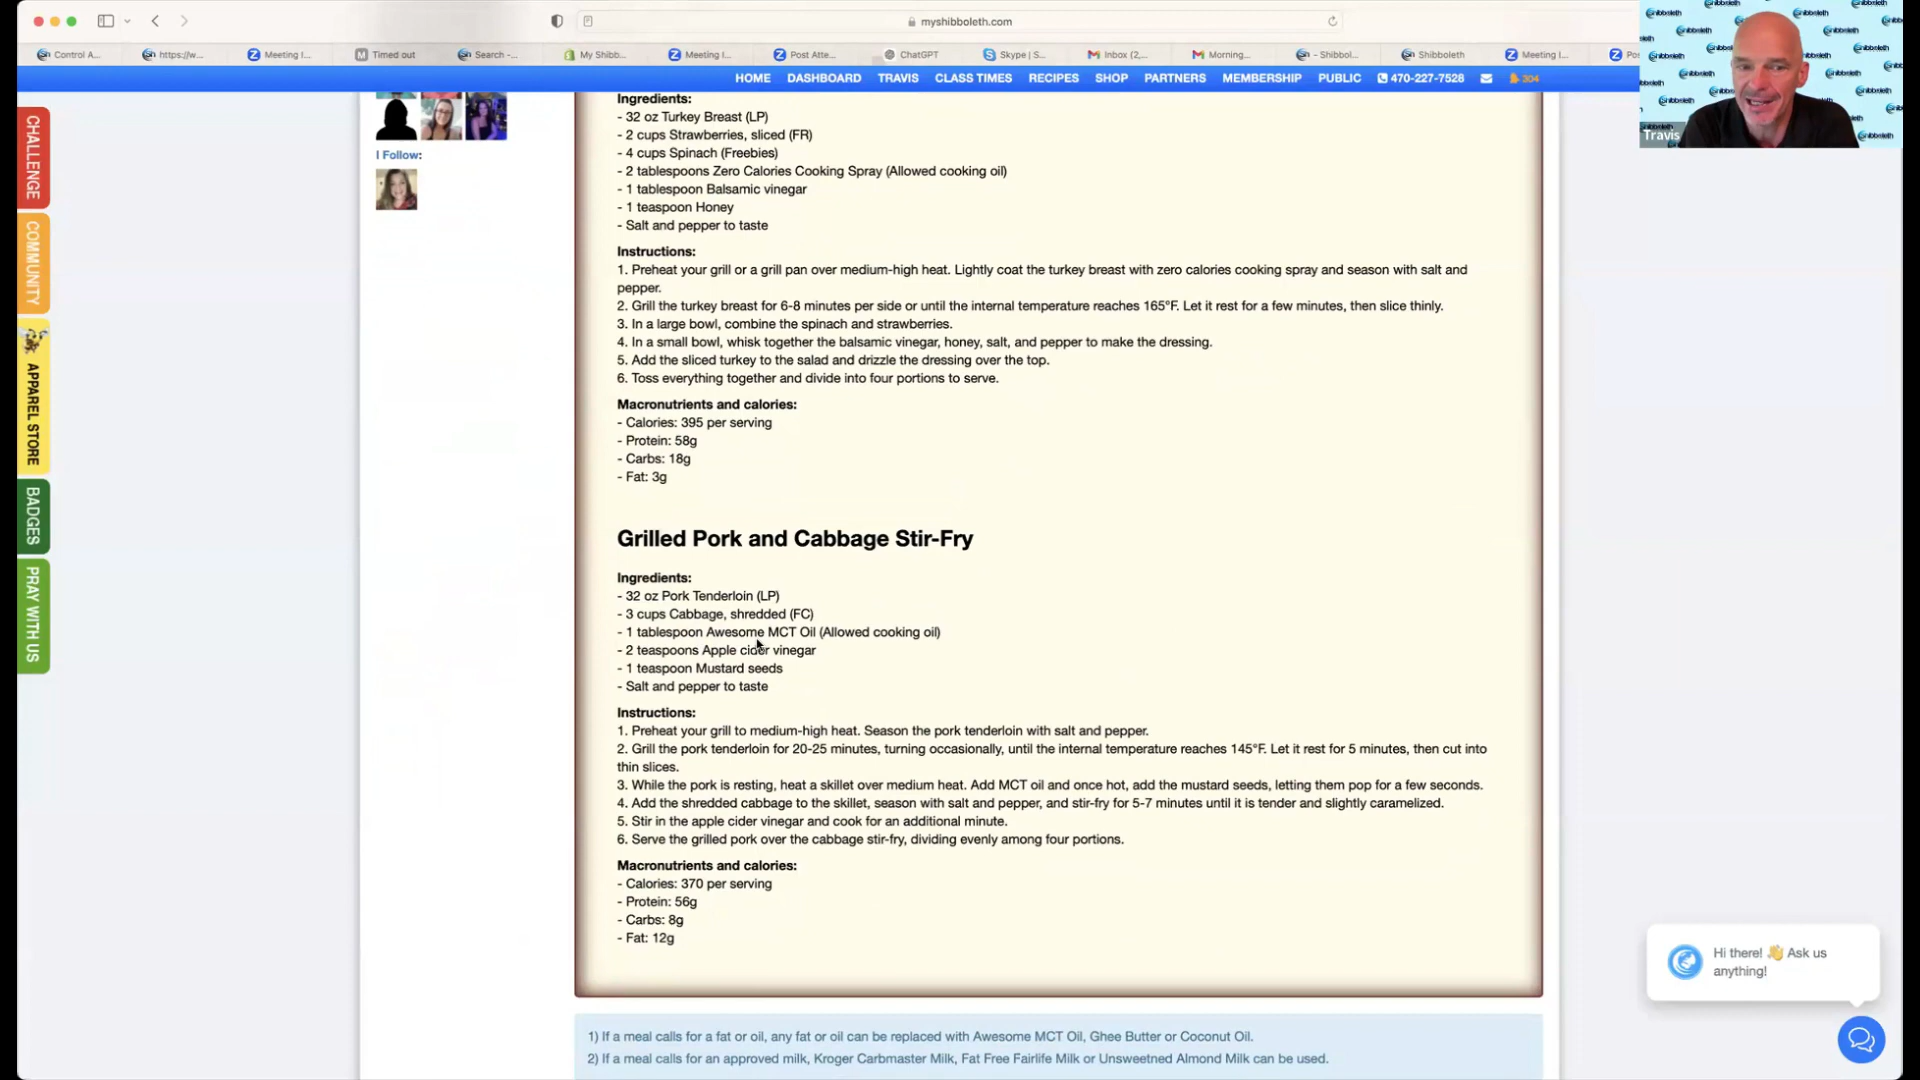 myshibboleth.com
Control A...
https://w...
Meeting I...
Timed out
Search -...
My Shibb...
Meeting I...
Post Atte...
ChatGPT
Skype | S...
Inbox (2,...
Morning...
– Shibbol...
Shibboleth
Meeting I...
HOME DASHBOARD TRAVIS CLASS TIMES RECIPES SHOP PARTNERS MEMBERSHIP PUBLIC 470-227-7528 304
Travis
CHALLENGE
COMMUNITY
APPAREL STORE
BADGES
PRAY WITH US
I Follow:
Ingredients:
- 32 oz Turkey Breast (LP)
- 2 cups Strawberries, sliced (FR)
- 4 cups Spinach (Freebies)
- 2 tablespoons Zero Calories Cooking Spray (Allowed cooking oil)
- 1 tablespoon Balsamic vinegar
- 1 teaspoon Honey
- Salt and pepper to taste
Instructions:
1. Preheat your grill or a grill pan over medium-high heat. Lightly coat the turkey breast with zero calories cooking spray and season with salt and
pepper.
2. Grill the turkey breast for 6-8 minutes per side or until the internal temperature reaches 165°F. Let it rest for a few minutes, then slice thinly.
3. In a large bowl, combine the spinach and strawberries.
4. In a small bowl, whisk together the balsamic vinegar, honey, salt, and pepper to make the dressing.
5. Add the sliced turkey to the salad and drizzle the dressing over the top.
6. Toss everything together and divide into four portions to serve.
Macronutrients and calories:
- Calories: 395 per serving
- Protein: 58g
- Carbs: 18g
- Fat: 3g
Grilled Pork and Cabbage Stir-Fry
Ingredients:
- 32 oz Pork Tenderloin (LP)
- 3 cups Cabbage, shredded (FC)
- 1 tablespoon Awesome MCT Oil (Allowed cooking oil)
- 2 teaspoons Apple cider vinegar
- 1 teaspoon Mustard seeds
- Salt and pepper to taste
Instructions:
1. Preheat your grill to medium-high heat. Season the pork tenderloin with salt and pepper.
2. Grill the pork tenderloin for 20-25 minutes, turning occasionally, until the internal temperature reaches 145°F. Let it rest for 5 minutes, then cut into
thin slices.
3. While the pork is resting, heat a skillet over medium heat. Add MCT oil and once hot, add the mustard seeds, letting them pop for a few seconds.
4. Add the shredded cabbage to the skillet, season with salt and pepper, and stir-fry for 5-7 minutes until it is tender and slightly caramelized.
5. Stir in the apple cider vinegar and cook for an additional minute.
6. Serve the grilled pork over the cabbage stir-fry, dividing evenly among four portions.
Macronutrients and calories:
- Calories: 370 per serving
- Protein: 56g
- Carbs: 8g
- Fat: 12g
Hi there! 👋 Ask us
anything!
1) If a meal calls for a fat or oil, any fat or oil can be replaced with Awesome MCT Oil, Ghee Butter or Coconut Oil.
2) If a meal calls for an approved milk, Kroger Carbmaster Milk, Fat Free Fairlife Milk or Unsweetned Almond Milk can be used.